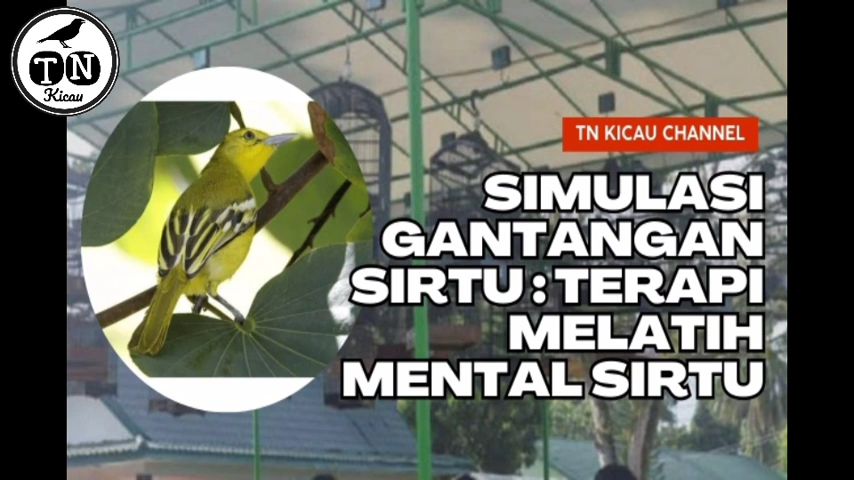 TN
Kicau
TN KICAU CHANNEL
SIMULASI
GANTANGAN
SIRTU : TERAPI
MELATIH
MENTAL SIRTU